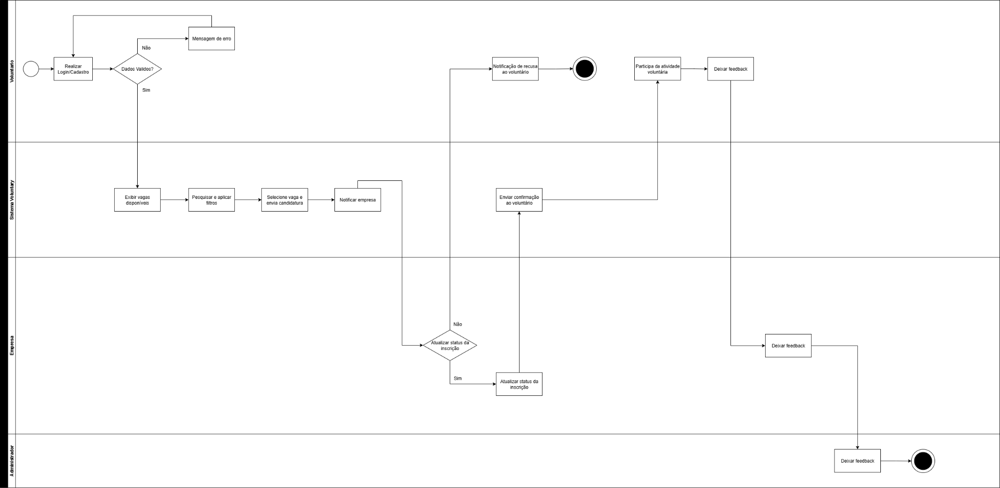 Voluntario
Mensagem de erro
Não
Realizar
Login/Cadastro
Dados Validos?
Sim
Notificação de recusa
ao voluntário
Participa da atividade
voluntária
Deixar feedback
Sistema Voluntary
Exibir vagas
disponíveis
Pesquisar e aplicar
filtros
Selecione vaga e
envia candidatura
Notificar empresa
Enviar confirmação
ao voluntário
Empresa
Não
Atualizar status da
inscrição
Sim
Atualizar status da
inscrição
Deixar feedback
Administrador
Deixar feedback